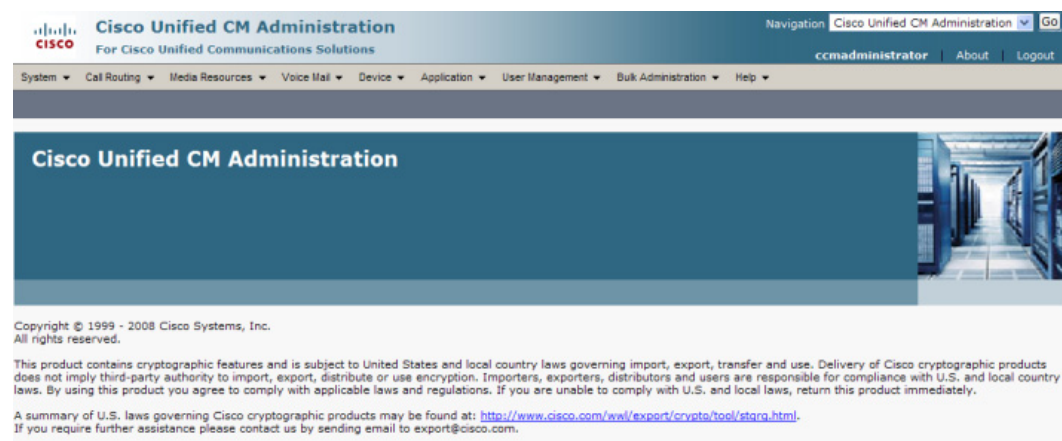 CISCO
Cisco Unified CM Administration
For Cisco Unified Communications Solutions
Navigation Cisco Unified CM Administration Go
ccmadministrator | About | Logout
System Call Routing Media Resources Voice Mail Device Application User Management Bulk Administration Help
Cisco Unified CM Administration
Copyright © 1999 - 2008 Cisco Systems, Inc.
All rights reserved.
This product contains cryptographic features and is subject to United States and local country laws governing import, export, transfer and use. Delivery of Cisco cryptographic products
does not imply third-party authority to import, export, distribute or use encryption. Importers, exporters, distributors and users are responsible for compliance with U.S. and local country
laws. By using this product you agree to comply with applicable laws and regulations. If you are unable to comply with U.S. and local laws, return this product immediately.
A summary of U.S. laws governing Cisco cryptographic products may be found at: http://www.cisco.com/wwl/export/crypto/tool/stqrg.html.
If you require further assistance please contact us by sending email to export@cisco.com.